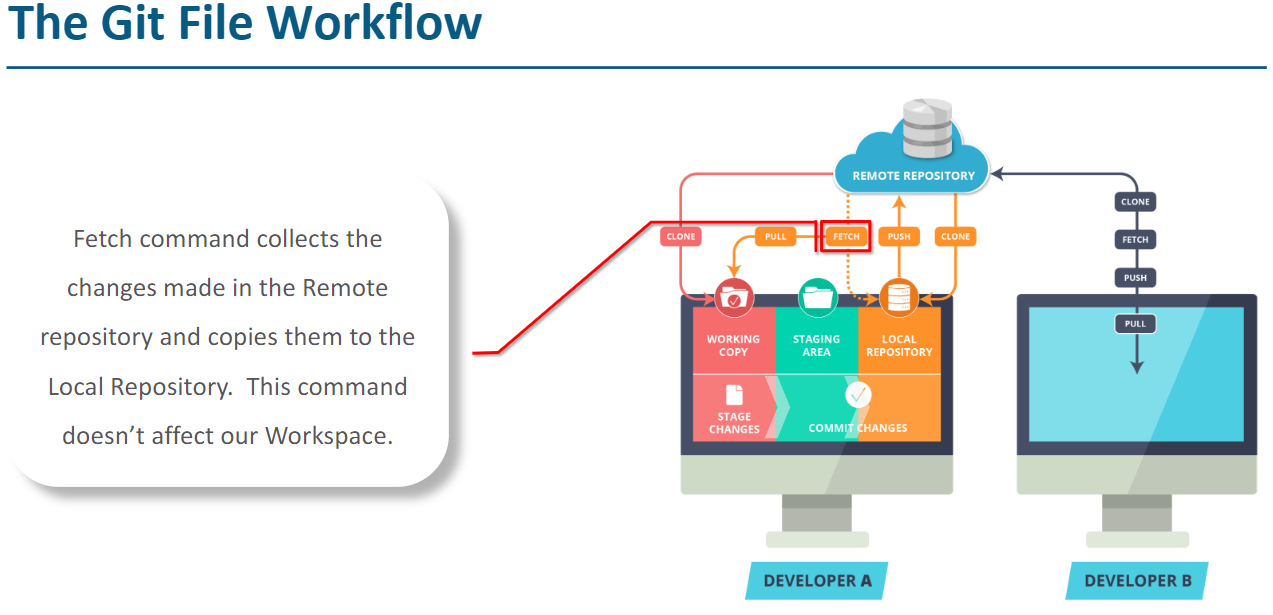 The Git File Workflow
Fetch command collects the
changes made in the Remote
repository and copies them to the
Local Repository.  This command
doesn’t affect our Workspace.
REMOTE REPOSITORY
CLONE
PULL
FETCH
PUSH
CLONE
WORKING
COPY
STAGING
AREA
LOCAL
REPOSITORY
STAGE
CHANGES
COMMIT CHANGES
DEVELOPER A
CLONE
FETCH
PUSH
PULL
DEVELOPER B